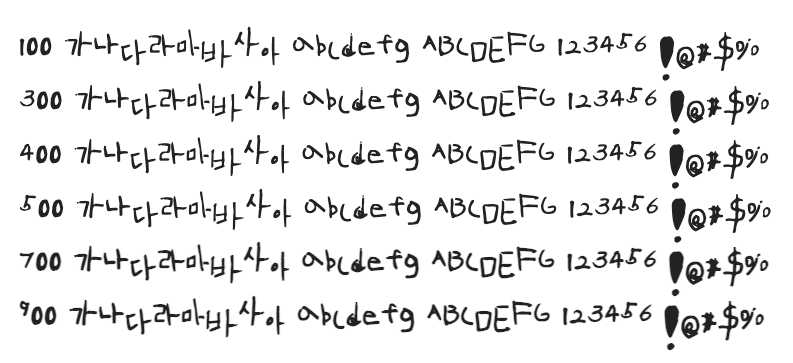 100 가나다라마바사아 abcdefg ABCDEFG 123456 !@#$%
300 가나다라마바사아 abcdefg ABCDEFG 123456 !@#$%
400 가나다라마바사아 abcdefg ABCDEFG 123456 !@#$%
500 가나다라마바사아 abcdefg ABCDEFG 123456 !@#$%
700 가나다라마바사아 abcdefg ABCDEFG 123456 !@#$%
900 가나다라마바사아 abcdefg ABCDEFG 123456 !@#$%